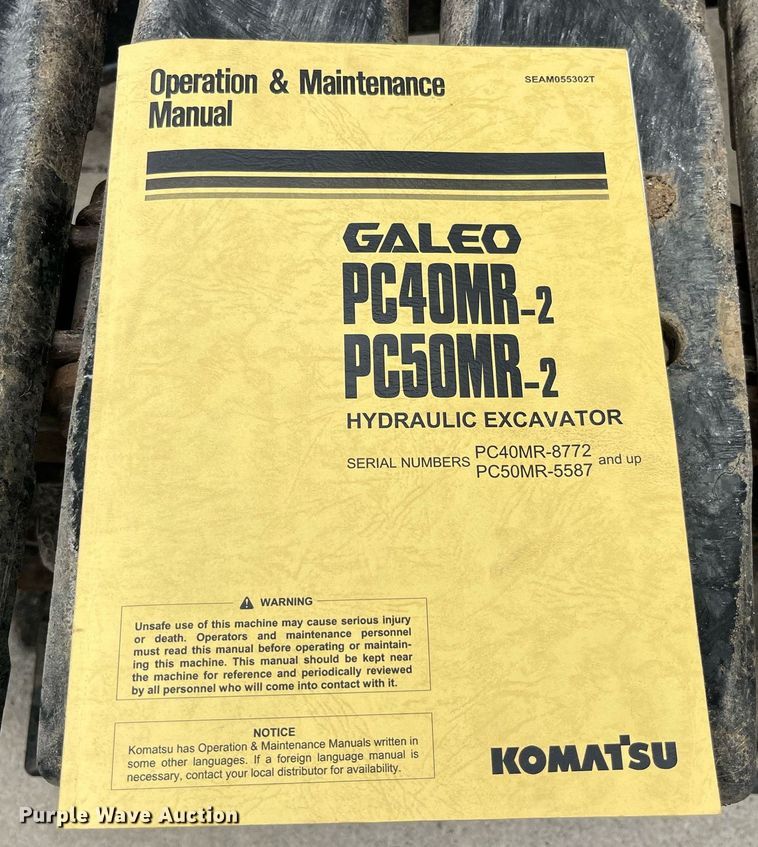 Operation & Maintenance
Manual
SEAM055302T
GALEO
PC40MR-2
PC50MR-2
HYDRAULIC EXCAVATOR
SERIAL NUMBERS PC40MR-8772 and up
PC50MR-5587
WARNING
Unsafe use of this machine may cause serious injury
or death. Operators and maintenance personnel
must read this manual before operating or maintain-
ing this machine. This manual should be kept near
the machine for reference and periodically reviewed
by all personnel who will come into contact with it.
NOTICE
Komatsu has Operation & Maintenance Manuals written in
some other languages. If a foreign language manual is
necessary, contact your local distributor for availability.
KOMATSU
Purple Wave Auction